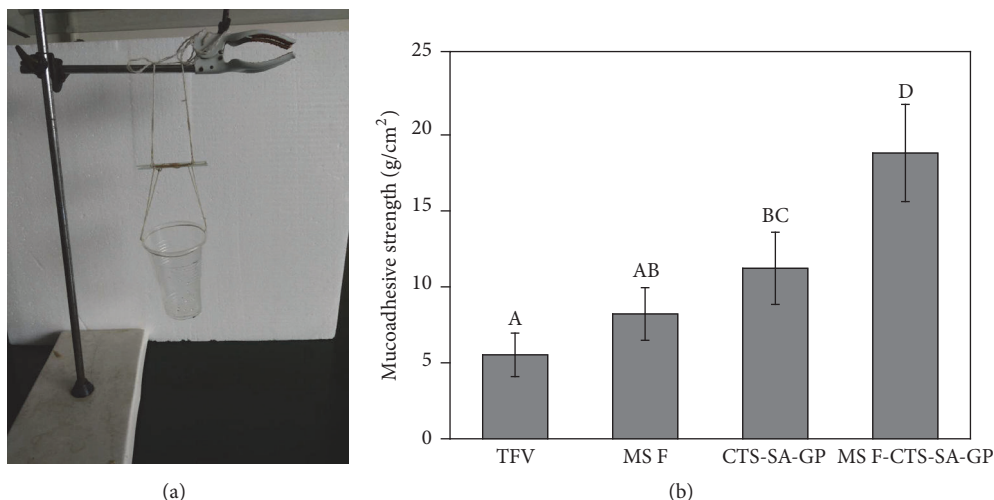 (a)
Mucoadhesive strength (g/cm²)
25
20
15
10
5
0
A
AB
BC
D
TFV
MS F
CTS-SA-GP
MS F-CTS-SA-GP
(b)